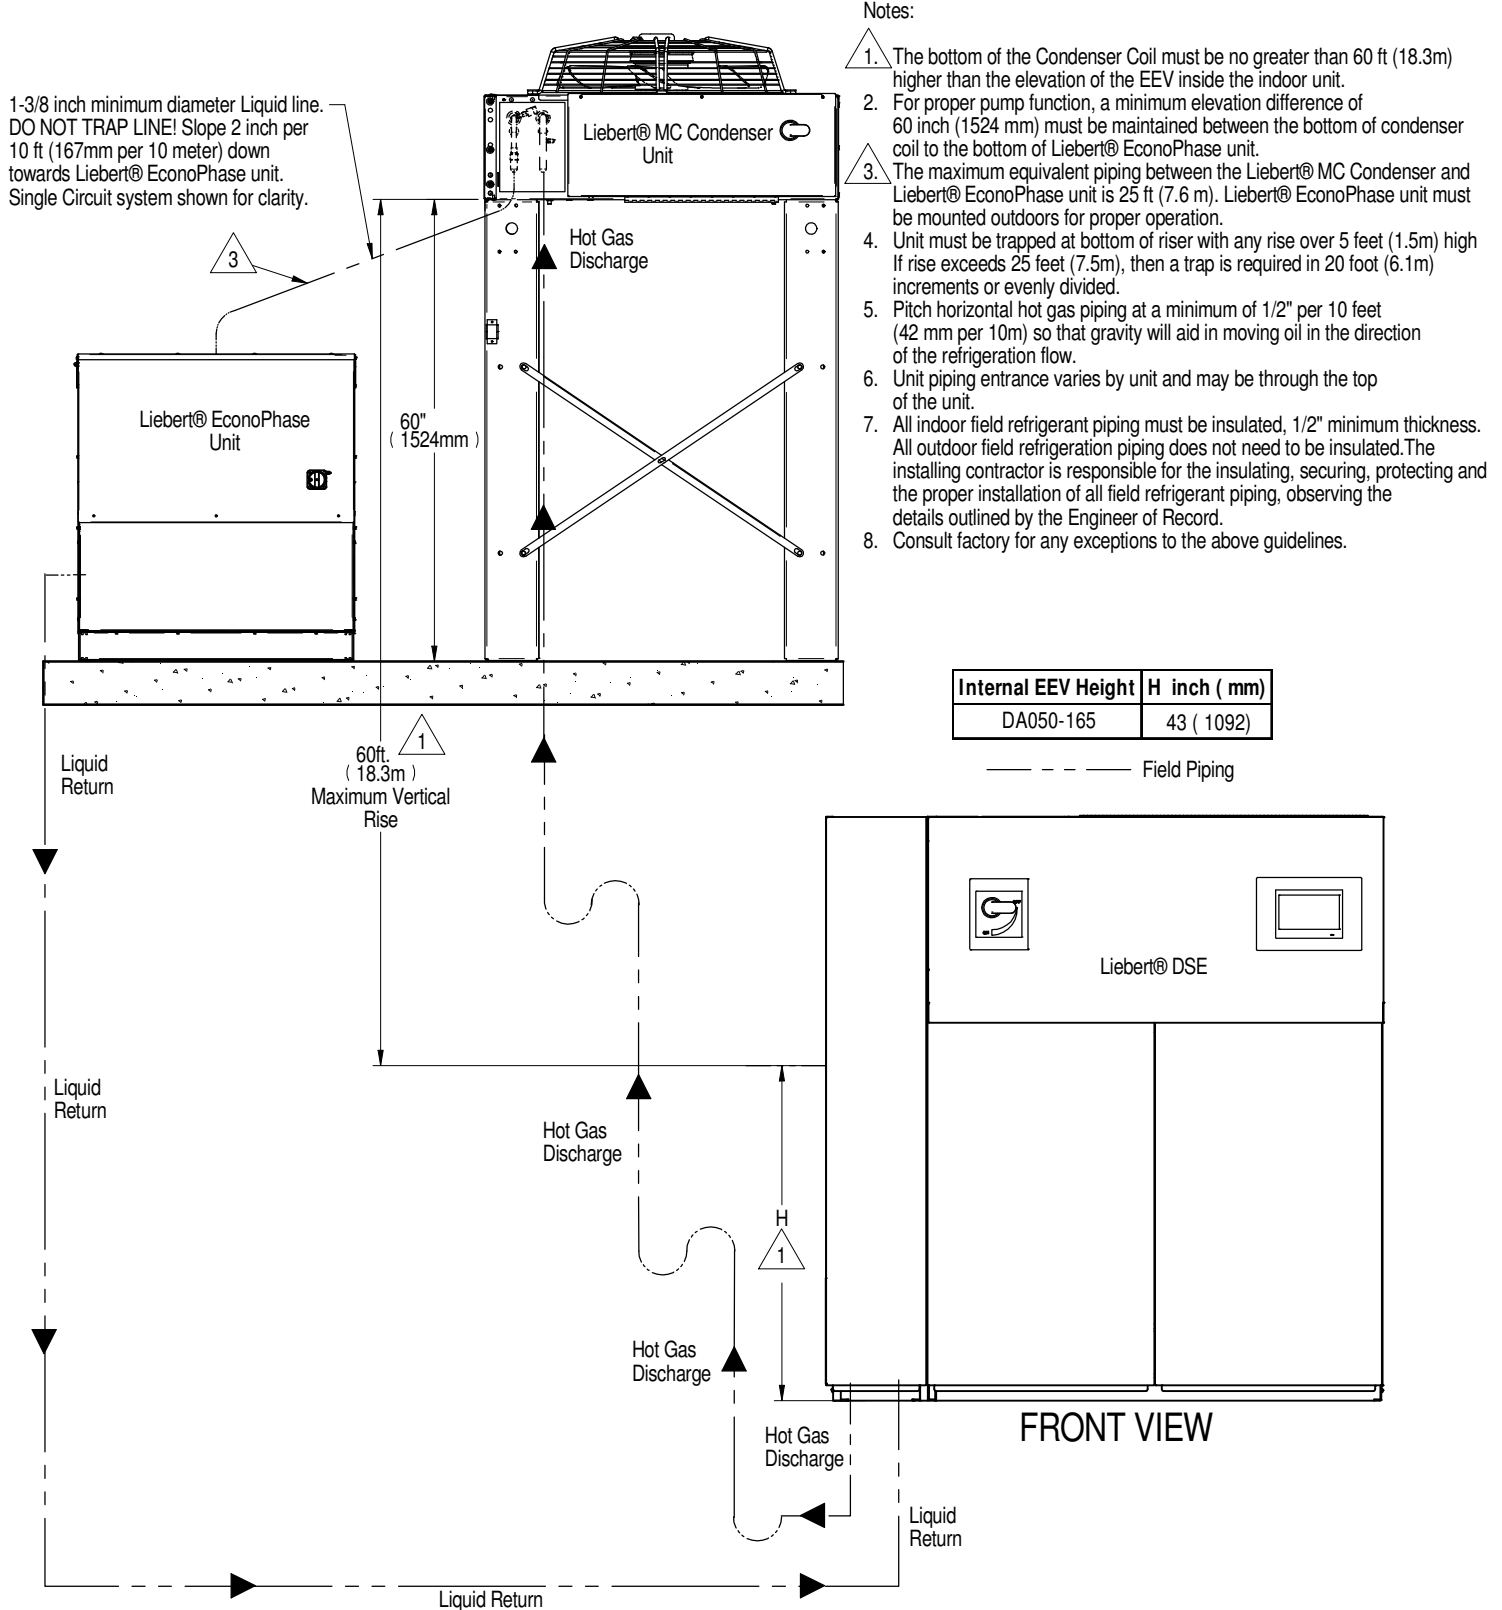 Notes:
1. The bottom of the Condenser Coil must be no greater than 60 ft (18.3m)
higher than the elevation of the EEV inside the indoor unit.
2. For proper pump function, a minimum elevation difference of
60 inch (1524 mm) must be maintained between the bottom of condenser
coil to the bottom of Liebert® EconoPhase unit.
3. The maximum equivalent piping between the Liebert® MC Condenser and
Liebert® EconoPhase unit is 25 ft (7.6 m). Liebert® EconoPhase unit must
be mounted outdoors for proper operation.
4. Unit must be trapped at bottom of riser with any rise over 5 feet (1.5m) high
If rise exceeds 25 feet (7.5m), then a trap is required in 20 foot (6.1m)
increments or evenly divided.
5. Pitch horizontal hot gas piping at a minimum of 1/2" per 10 feet
(42 mm per 10m) so that gravity will aid in moving oil in the direction
of the refrigeration flow.
6. Unit piping entrance varies by unit and may be through the top
of the unit.
7. All indoor field refrigerant piping must be insulated, 1/2" minimum thickness.
All outdoor field refrigeration piping does not need to be insulated.The
installing contractor is responsible for the insulating, securing, protecting and
the proper installation of all field refrigerant piping, observing the
details outlined by the Engineer of Record.
8. Consult factory for any exceptions to the above guidelines.
1-3/8 inch minimum diameter Liquid line.
DO NOT TRAP LINE! Slope 2 inch per
10 ft (167mm per 10 meter) down
towards Liebert® EconoPhase unit.
Single Circuit system shown for clarity.
Liebert® MC Condenser
Unit
3
Hot Gas
Discharge
Liebert® EconoPhase
Unit
60"
( 1524mm )
Internal EEV Height H inch ( mm)
DA050-165 43 ( 1092)
Field Piping
Liquid
Return
1
60ft.
( 18.3m )
Maximum Vertical
Rise
Liebert® DSE
Liquid
Return
Hot Gas
Discharge
H
1
Hot Gas
Discharge
FRONT VIEW
Hot Gas
Discharge
Liquid
Return
Liquid Return